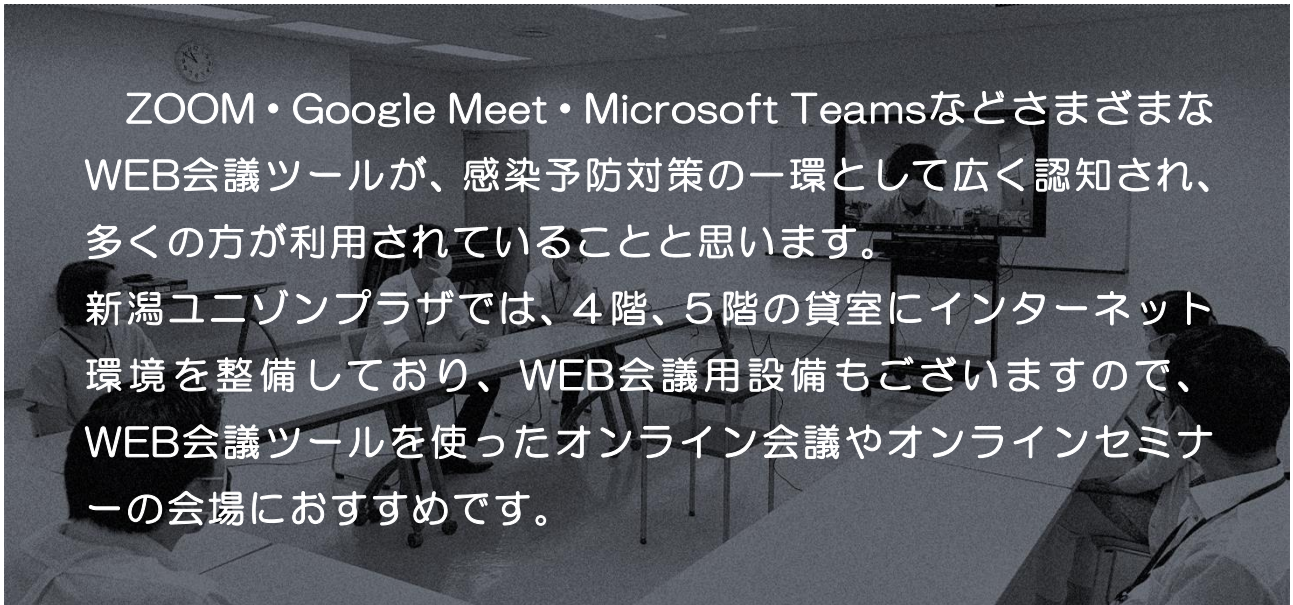 ZOOM・Google Meet・Microsoft Teamsなどさまざまな
WEB会議ツールが、感染予防対策の一環として広く認知され、
多くの方が利用されていることと思います。
新潟ユニゾンプラザでは、４階、５階の貸室にインターネット
環境を整備しており、WEB会議用設備もございますので、
WEB会議ツールを使ったオンライン会議やオンラインセミナ
ーの会場におすすめです。